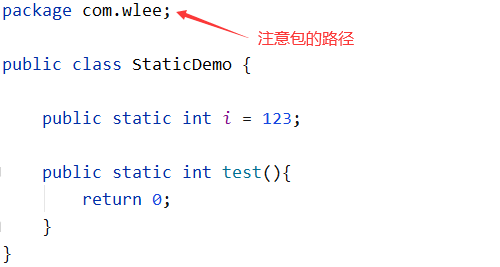 package com.wlee;
注意包的路径
public class StaticDemo {
public static int i = 123;
public static int test(){
return 0;
}
}